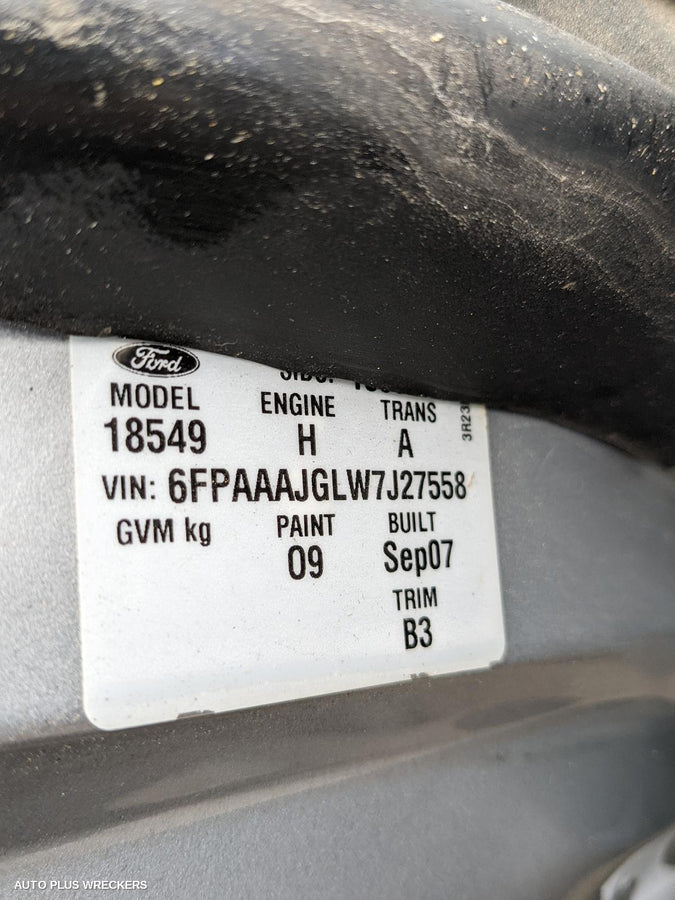 Ford
MODEL ENGINE TRANS
18549 H A
VIN: 6FPAAAJGLW7J27558
GVM kg PAINT BUILT
09 Sep07
TRIM
B3
AUTO PLUS WRECKERS